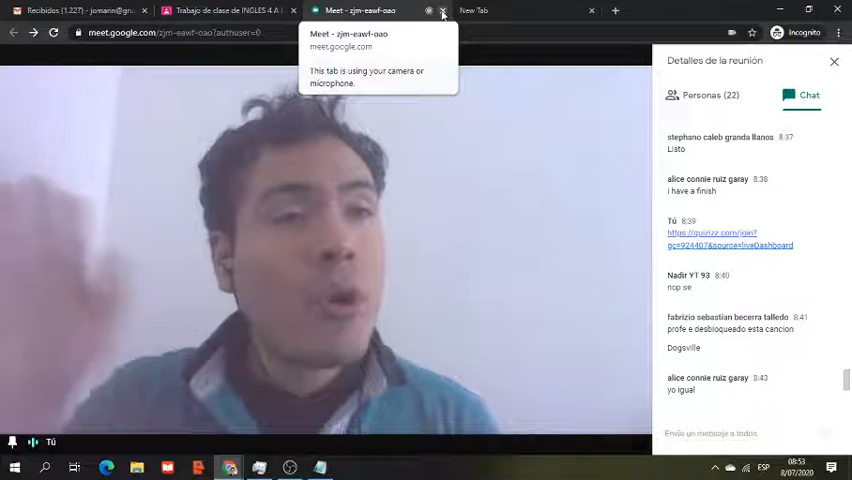 Recibidos (1.227) - jomarin@gru
Trabajo de clase de INGLES 4 A
Meet - zjm-eawf-oao
New Tab
meet.google.com/zjm-eawf-oao?authuser=0
Incognito
Meet - zjm-eawf-oao
meet.google.com
This tab is using your camera or
microphone.
Detalles de la reunión
Personas (22)
Chat
stephano caleb granda llanos 8:37
Listo
alice connie ruiz garay 8:38
i have a finish
Tú 8:39
https://quizizz.com/join?
gc=924407&source=liveDashboard
Nadir YT 93 8:40
nop se
fabrizio sebastian becerra talledo 8:41
profe e desbloqueado esta cancion
Dogsville
alice connie ruiz garay 8:43
yo igual
Envía un mensaje a todos
Tú
ESP
08:53
8/07/2020